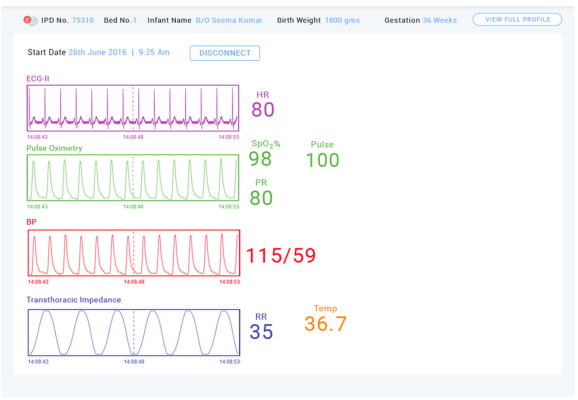 IPD No. 75310 Bed No. 1 Infant Name B/O Seema Kumar Birth Weight 1800 gms Gestation 36 Weeks VIEW FULL PROFILE
Start Date 26th June 2016 | 9:25 Am DISCONNECT
ECG-II
HR
80
14:08:43 14:08:48 14:08:53
Pulse Oximetry
SpO2% Pulse
98 100
PR
80
14:08:43 14:08:48 14:08:53
BP
115/59
14:08:43 14:08:48 14:08:53
Transthoracic Impedance
RR Temp.
35 36.7
14:08:43 14:08:48 14:08:53